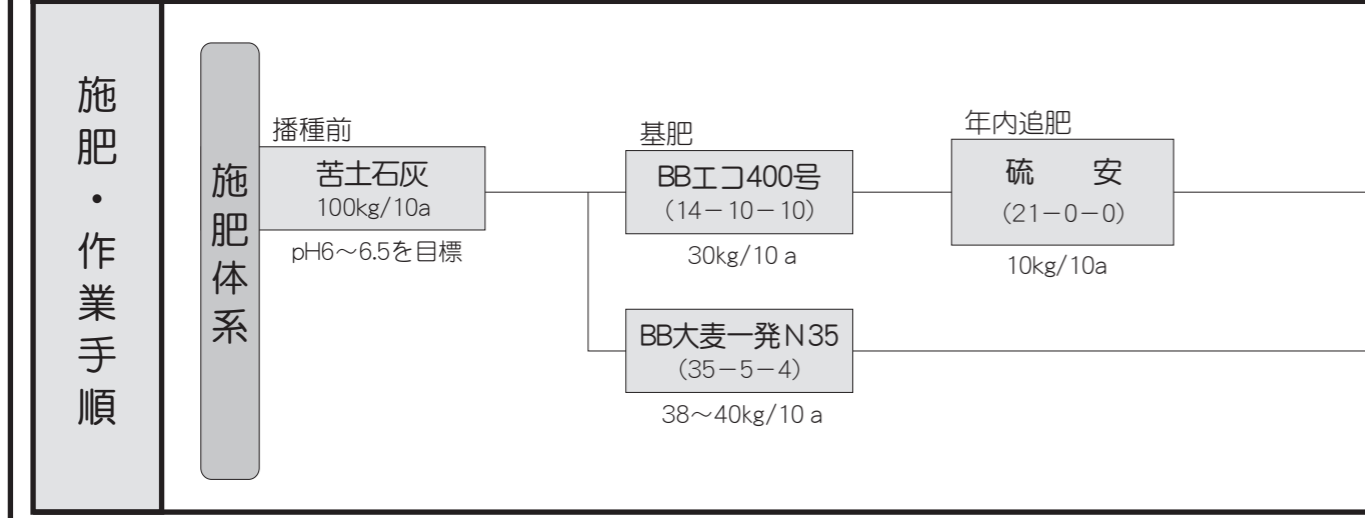 施肥・作業手順
施肥体系
播種前
苦土石灰
100kg/10a
pH6～6.5を目標
基肥
BBエコ400号
（14－10－10）
30kg/10 a
年内追肥
硫　安
（21－0－0）
10kg/10a
BB大麦一発N35
（35－5－4）
38～40kg/10 a